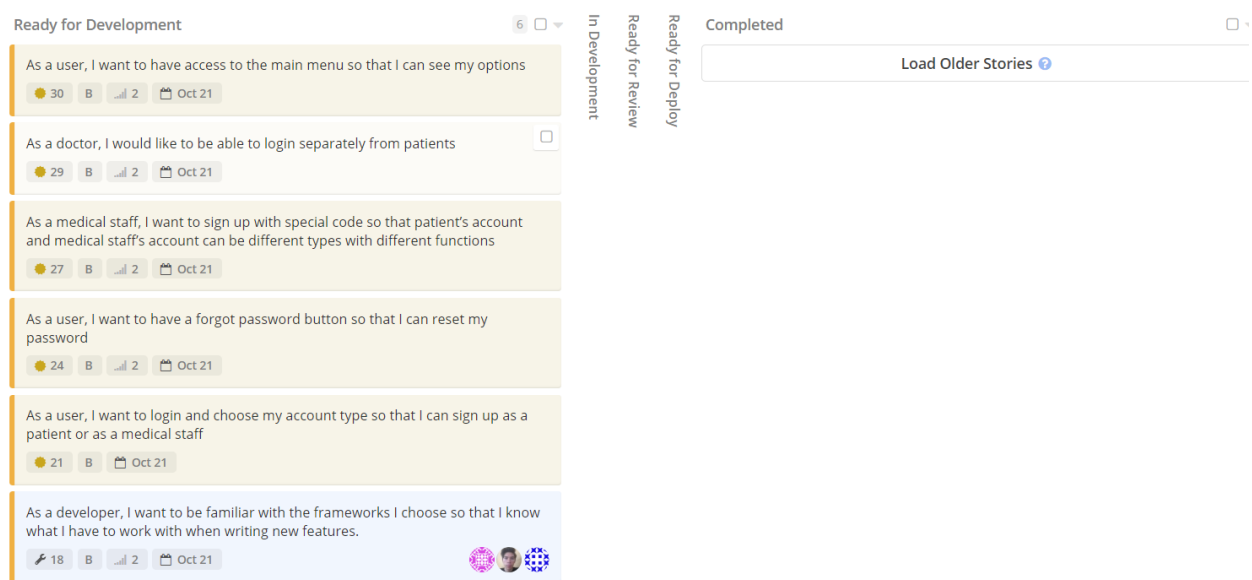 Ready for Development
6
As a user, I want to have access to the main menu so that I can see my options
30 B 2 Oct 21
As a doctor, I would like to be able to login separately from patients
29 B 2 Oct 21
As a medical staff, I want to sign up with special code so that patient's account
and medical staff's account can be different types with different functions
27 B 2 Oct 21
As a user, I want to have a forgot password button so that I can reset my
password
24 B 2 Oct 21
As a user, I want to login and choose my account type so that I can sign up as a
patient or as a medical staff
21 B Oct 21
As a developer, I want to be familiar with the frameworks I choose so that I know
what I have to work with when writing new features.
18 B 2 Oct 21
In Development
Ready for Review
Ready for Deploy
Completed
Load Older Stories ?